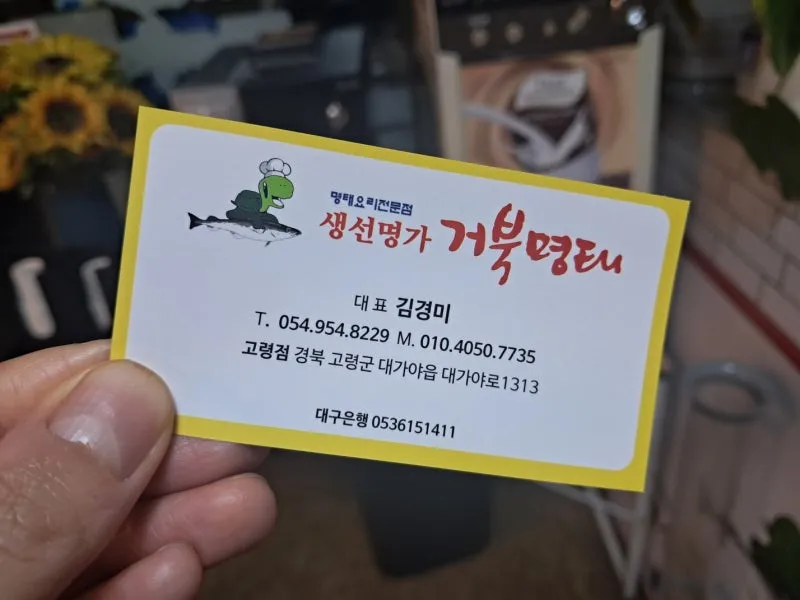 명태요리전문점
생선명가 거북명태
대표 김경미
T. 054.954.8229 M. 010.4050.7735
고령점 경북 고령군 대가야읍 대가야로1313
대구은행 0536151411